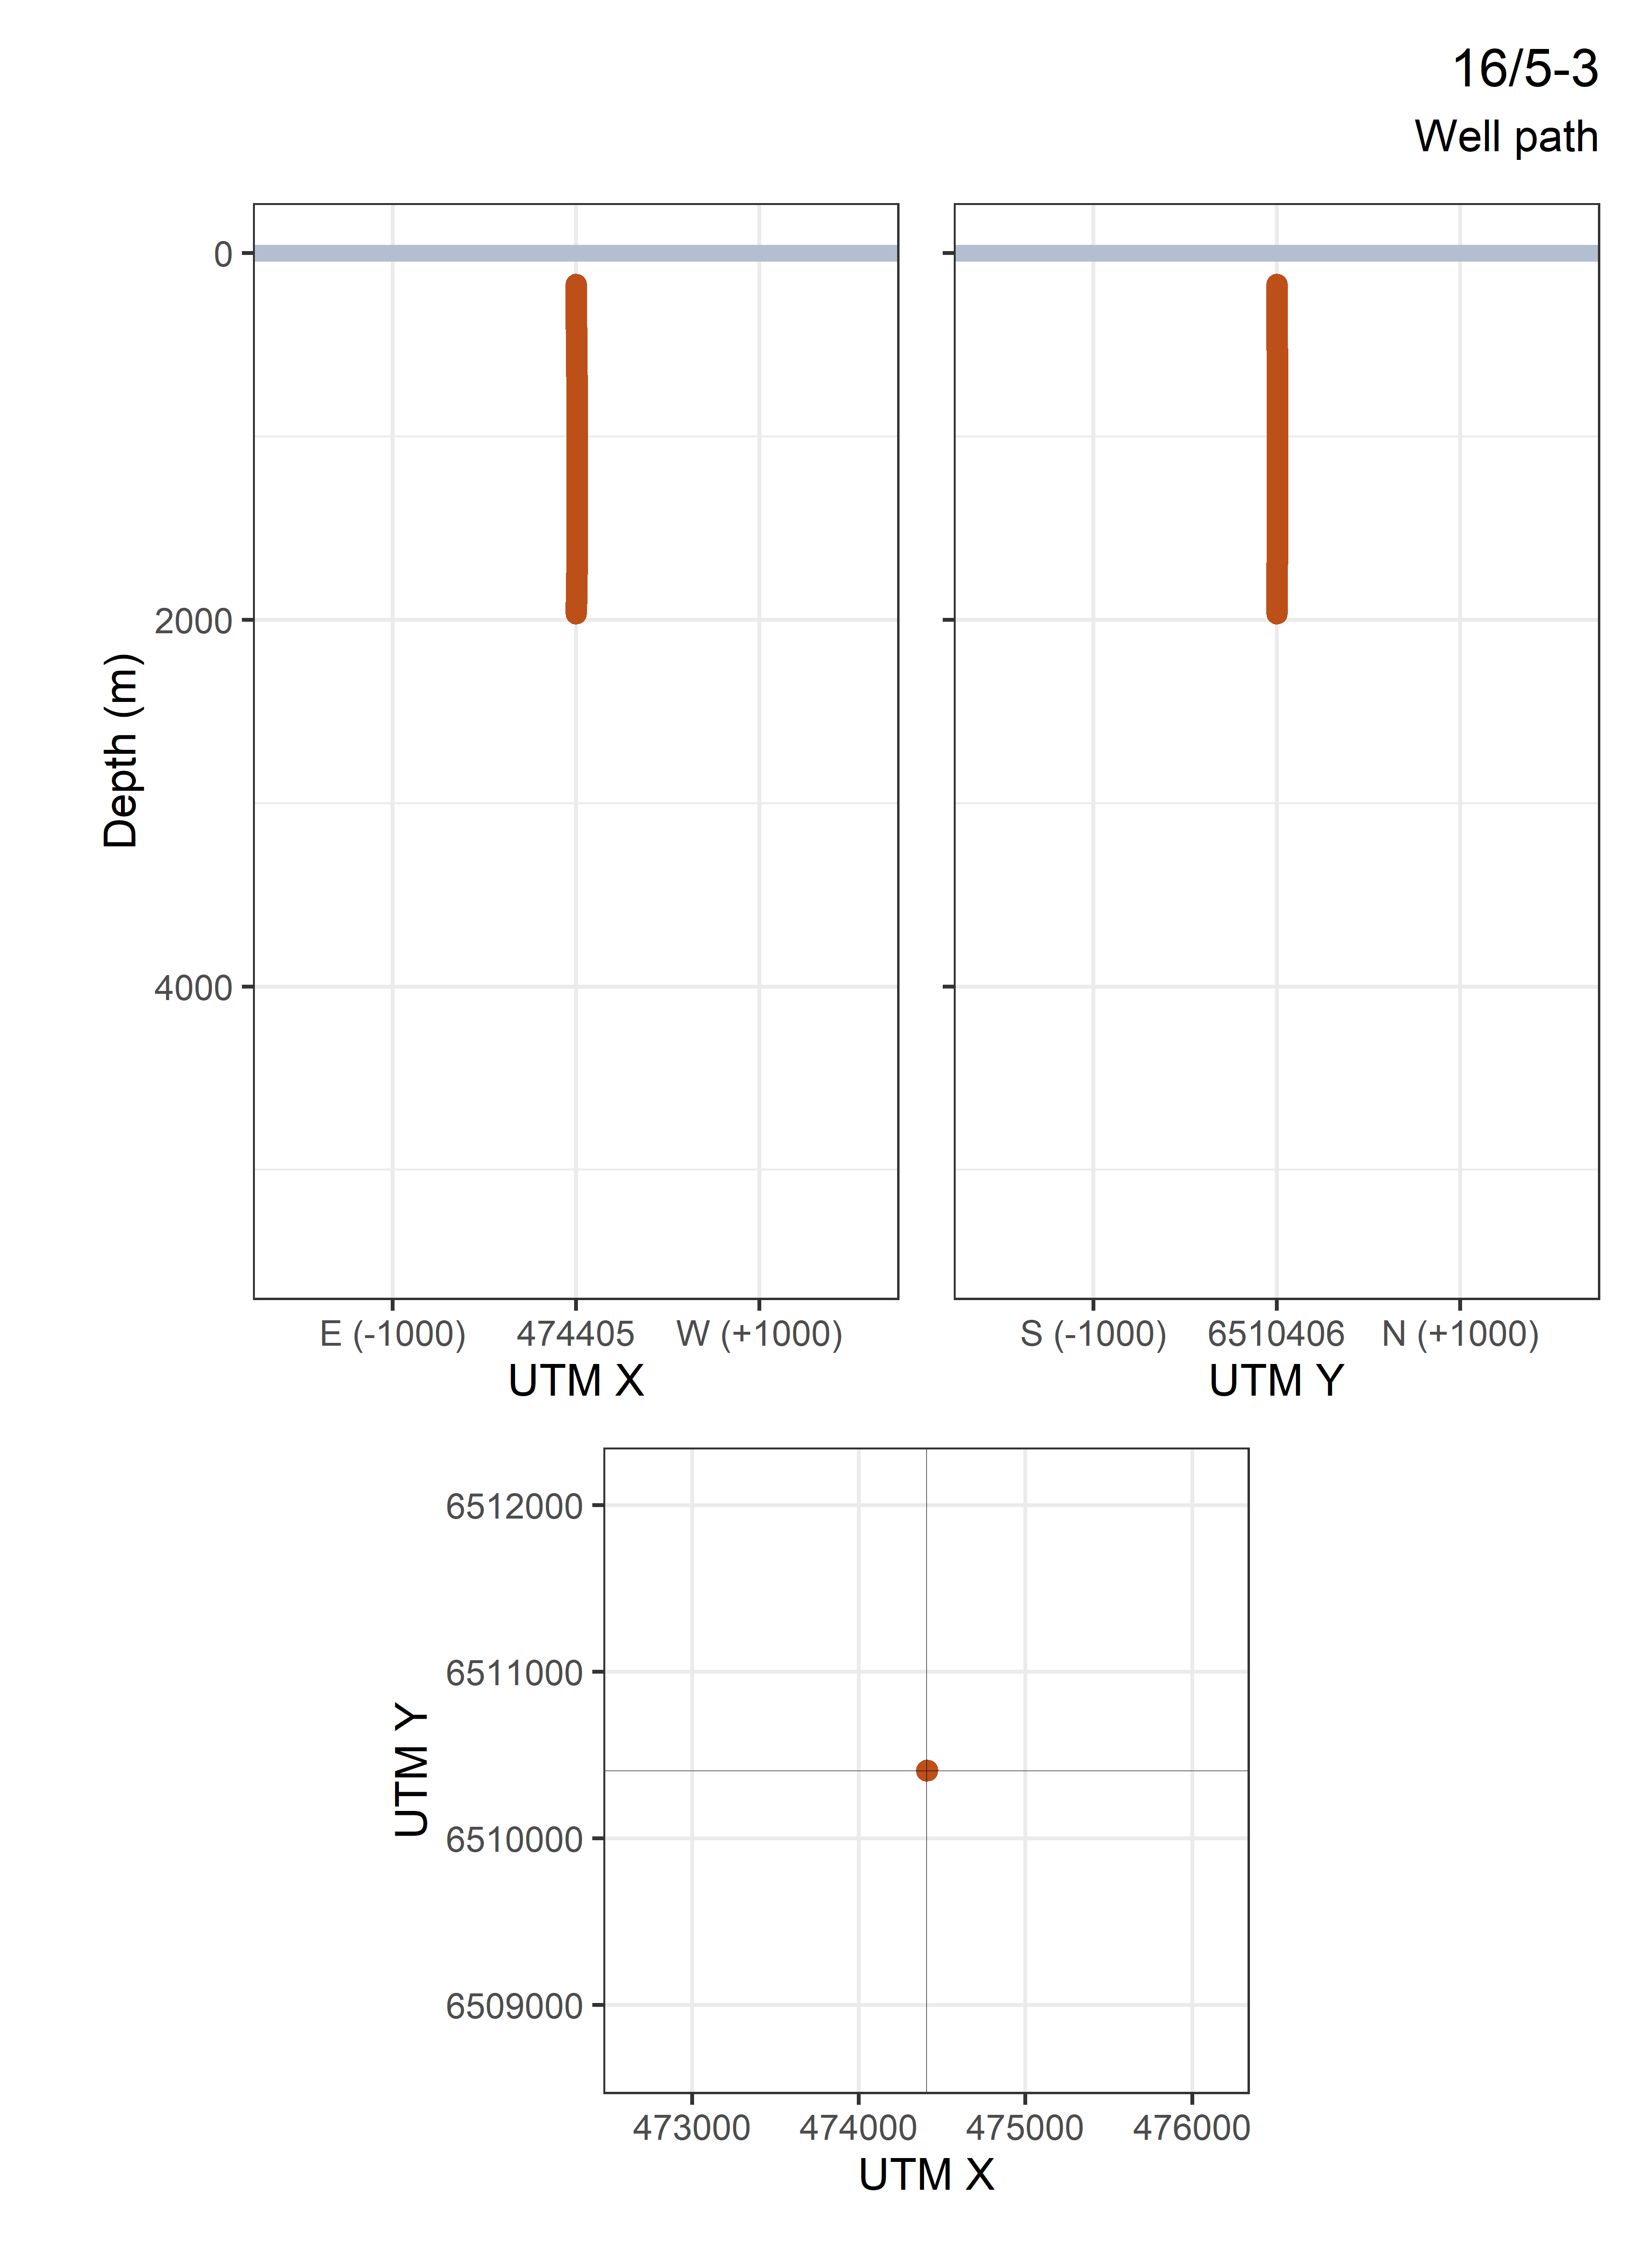 16/5-3
Well path
0
2000
4000
Depth (m)
E (-1000) 474405 W (+1000)
UTM X
S (-1000) 6510406 N (+1000)
UTM Y
6512000
6511000
6510000
6509000
UTM Y
473000 474000 475000 476000
UTM X